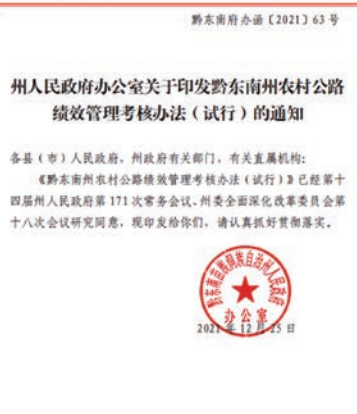 黔东南府办函〔2021〕63号
州人民政府办公室关于印发黔东南州农村公路
绩效管理考核办法（试行）的通知
各县（市）人民政府，州政府有关部门，有关直属机构：
《黔东南州农村公路绩效管理考核办法（试行）》已经第十
四届州人民政府第171次常务会议、州委全面深化改革委员会第
十八次会议研究同意，现印发给你们，请认真抓好贯彻落实。
黔东南苗族侗族自治州人民政府
办公室
2021年12月25日